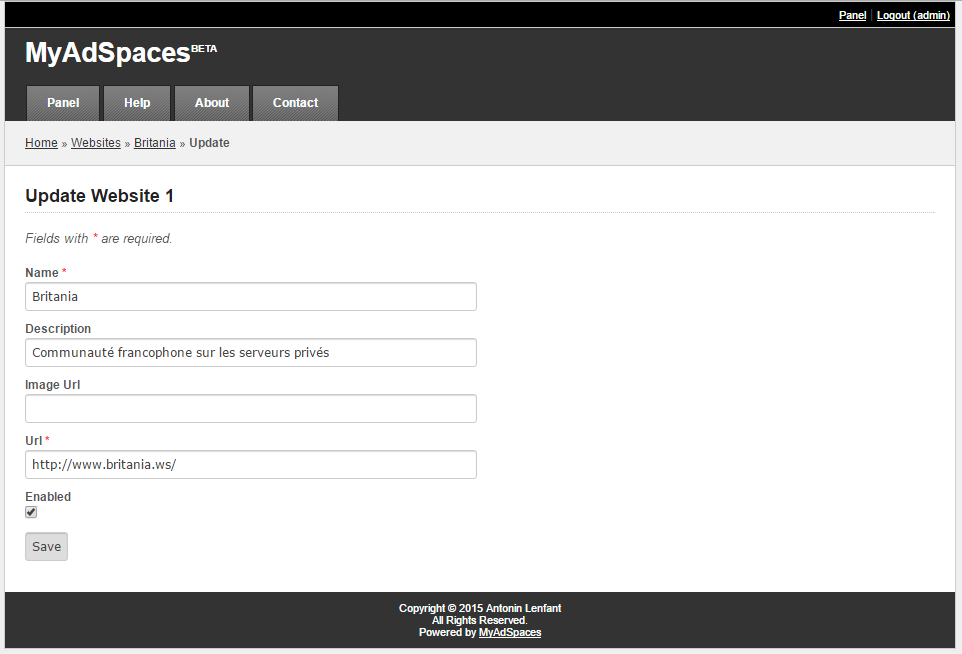 Panel | Logout (admin)
MyAdSpaces BETA
Panel Help About Contact
Home » Websites » Britania » Update
Update Website 1
Fields with * are required.
Name *
Britania
Description
Communauté francophone sur les serveurs privés
Image Url
Url *
http://www.britania.ws/
Enabled
Save
Copyright © 2015 Antonin Lenfant
All Rights Reserved.
Powered by MyAdSpaces